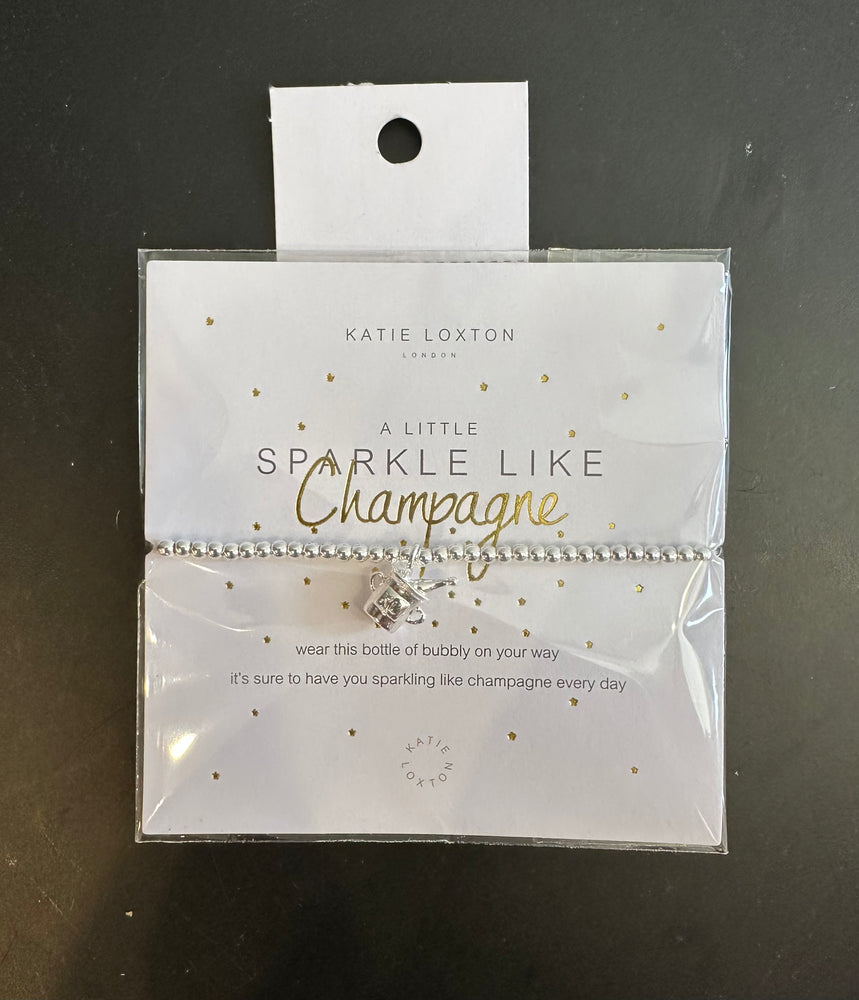 KATIE LOXTON
LONDON
A LITTLE
SPARKLE LIKE
Champagne
wear this bottle of bubbly on your way
it's sure to have you sparkling like champagne every day
KATIE LOXTON